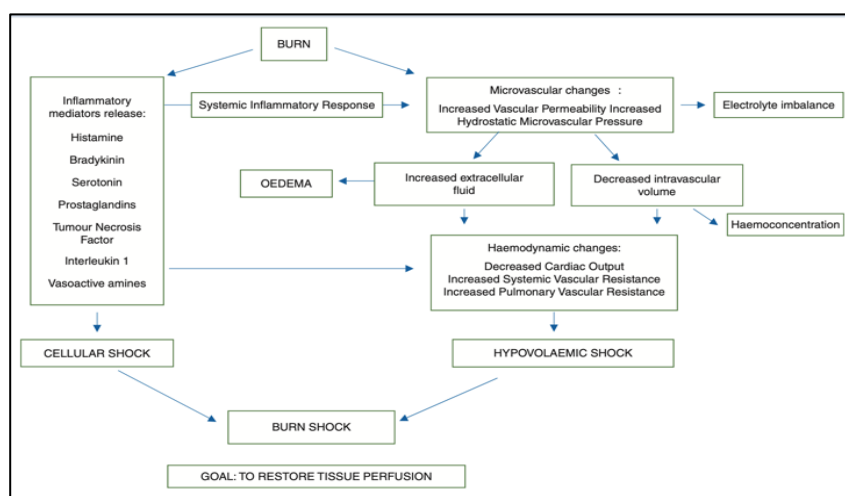 BURN
Inflammatory
mediators release:
Histamine
Bradykinin
Serotonin
Prostaglandins
Tumour Necrosis
Factor
Interleukin 1
Vasoactive amines
Systemic Inflammatory Response
Microvascular changes :
Increased Vascular Permeability Increased
Hydrostatic Microvascular Pressure
Electrolyte imbalance
OEDEMA
Increased extracellular
fluid
Decreased intravascular
volume
Haemoconcentration
Haemodynamic changes:
Decreased Cardiac Output
Increased Systemic Vascular Resistance
Increased Pulmonary Vascular Resistance
CELLULAR SHOCK
HYPOVOLAEMIC SHOCK
BURN SHOCK
GOAL: TO RESTORE TISSUE PERFUSION